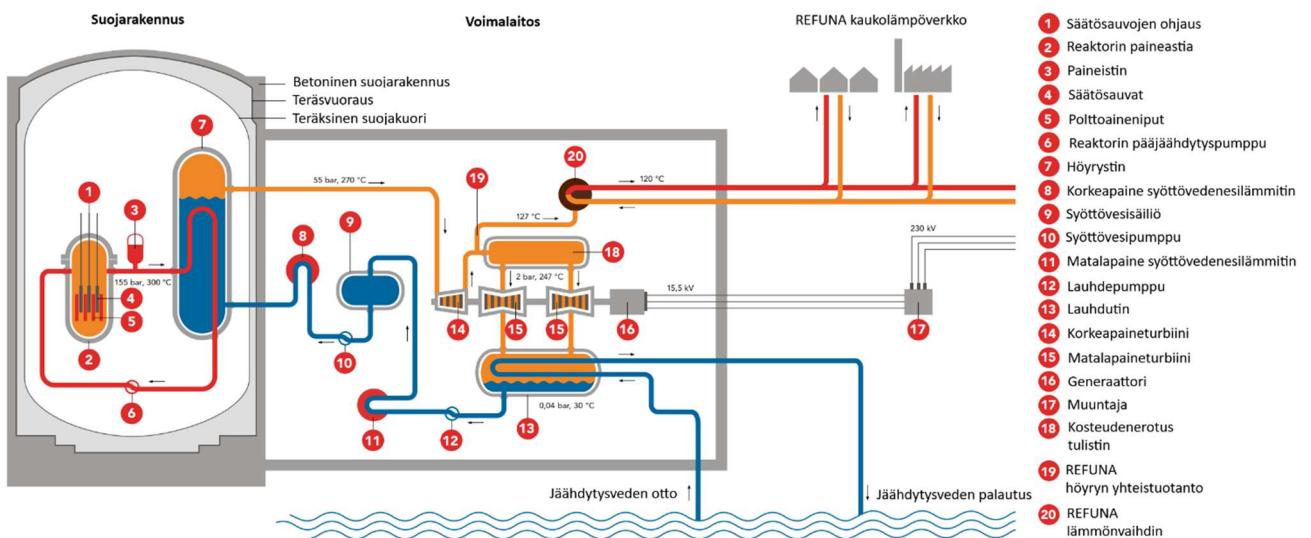 Suojarakennus
Voimalaitos
REFUNA kaukolämpöverkko
Betoninen suojarakennus
Teräsvuoraus
Teräksinen suojakuori
7
20
55 bar, 270 °C
120 °C
19
127 °C
1
3
8
9
18
2 bar, 247 °C
230 kV
155 bar, 300 °C
4
5
15,5 kV
14
15
15
16
17
2
10
6
0,04 bar, 30 °C
11
12
13
Jäähdytysveden otto
Jäähdytysveden palautus
1 Säätösauvojen ohjaus
2 Reaktorin paineastia
3 Paineistin
4 Säätösauvat
5 Polttoaineniput
6 Reaktorin pääjäähdytyspumppu
7 Höyrystin
8 Korkeapaine syöttövedenesilämmitin
9 Syöttövesisäiliö
10 Syöttövesipumppu
11 Matalapaine syöttövedenesilämmitin
12 Lauhdepumppu
13 Lauhdutin
14 Korkeapaineturbiini
15 Matalapaineturbiini
16 Generaattori
17 Muuntaja
18 Kosteudenerotus
tulistin
19 REFUNA
höyryn yhteistuotanto
20 REFUNA
lämmönvaihdin